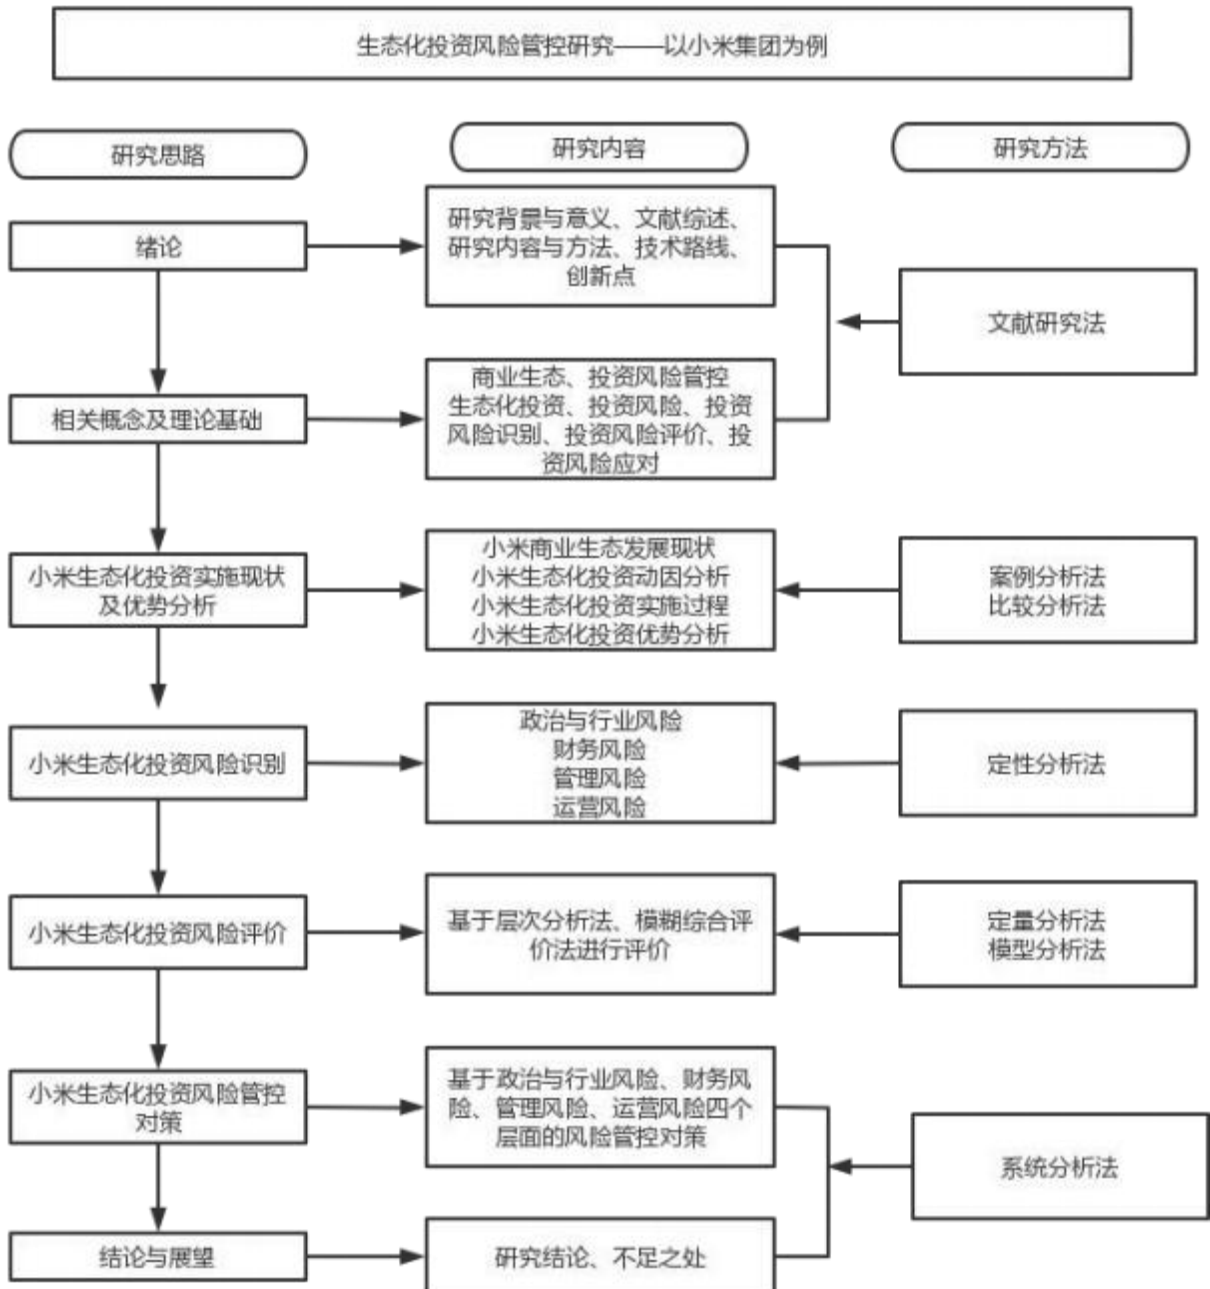 生态化投资风险管控研究——以小米集团为例
研究思路
研究内容
研究方法
绪论
研究背景与意义、文献综述、
研究内容与方法、技术路线、
创新点
文献研究法
相关概念及理论基础
商业生态、投资风险管控
生态化投资、投资风险、投资
风险识别、投资风险评价、投
资风险应对
小米生态化投资实施现状
及优势分析
小米商业生态发展现状
小米生态化投资动因分析
小米生态化投资实施过程
小米生态化投资优势分析
案例分析法
比较分析法
小米生态化投资风险识别
政治与行业风险
财务风险
管理风险
运营风险
定性分析法
小米生态化投资风险评价
基于层次分析法、模糊综合评
价法进行评价
定量分析法
模型分析法
小米生态化投资风险管控
对策
基于政治与行业风险、财务风
险、管理风险、运营风险四个
层面的风险管控对策
系统分析法
结论与展望
研究结论、不足之处